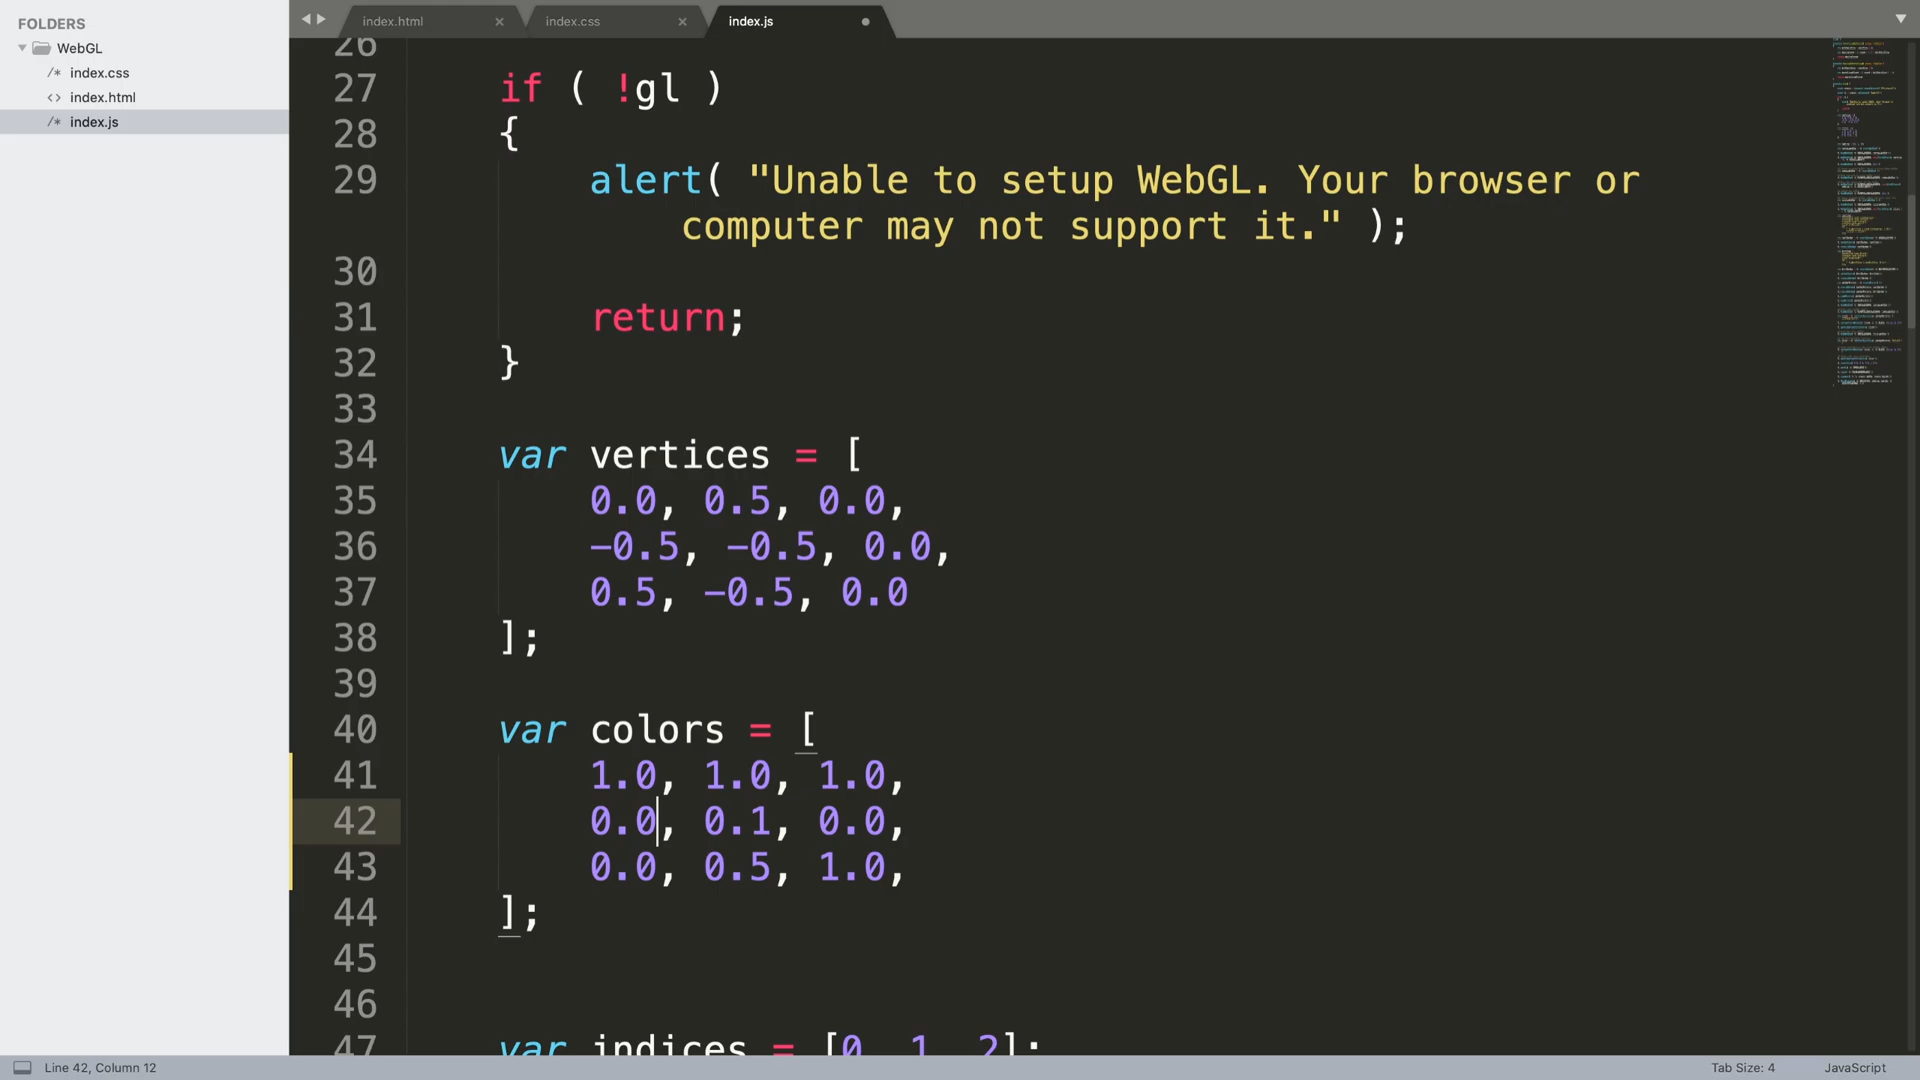 FOLDERS
WebGL
/* index.css
<> index.html
/* index.js
index.html
index.css
index.js
26
27 if ( !gl )
28 {
29 alert( "Unable to setup WebGL. Your browser or
computer may not support it." );
30
31 return;
32 }
33
34 var vertices = [
35 0.0, 0.5, 0.0,
36 -0.5, -0.5, 0.0,
37 0.5, -0.5, 0.0
38 ];
39
40 var colors = [
41 1.0, 1.0, 1.0,
42 0.0, 0.1, 0.0,
43 0.0, 0.5, 1.0,
44 ];
45
46
47 var indices = [0, 1, 2];
Line 42, Column 12
Tab Size: 4
JavaScript